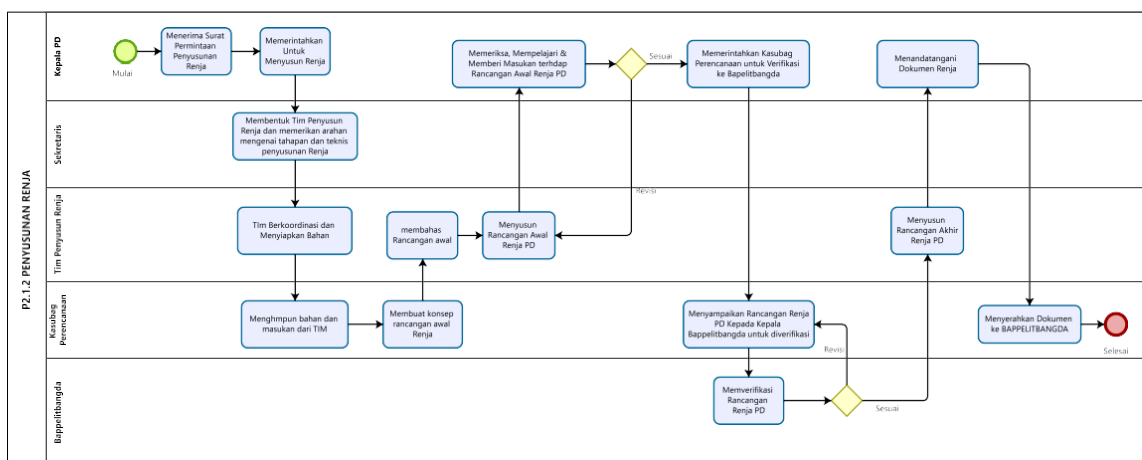 P2.1.2 PENYUSUNAN RENJA
Kepala PD
Mulai
Menerima Surat
Permintaan
Penyusunan
Renja
Memerintahkan
Untuk
Menyusun Renja
Memeriksa, Mempelajari &
Memberi Masukan terhdap
Rancangan Awal Renja PD
Sesuai
Memerintahkan Kasubag
Perencanaan untuk Verifikasi
ke Bapelitbangda
Menandatangani
Dokumen Renja
Sekretaris
Membentuk Tim Penyusun
Renja dan memerikan arahan
mengenai tahapan dan teknis
penyusunan Renja
Revisi
Tim Penyusun Renja
TIm Berkoordinasi dan
Menyiapkan Bahan
membahas
Rancangan awal
Menyusun
Rancangan Awal
Renja PD
Menyusun
Rancangan Akhir
Renja PD
Kasubag
Perencanaan
Menghmpun bahan dan
masukan dari TIM
Membuat konsep
rancangan awal
Renja
Menyampaikan Rancangan Renja
PD Kepada Kepala
Bappelitbangda untuk diverifikasi
Revisi
Menyerahkan Dokumen
ke BAPPELITBANGDA
Selesai
Bappelitbangda
Memverifikasi
Rancangan
Renja PD
Sesuai